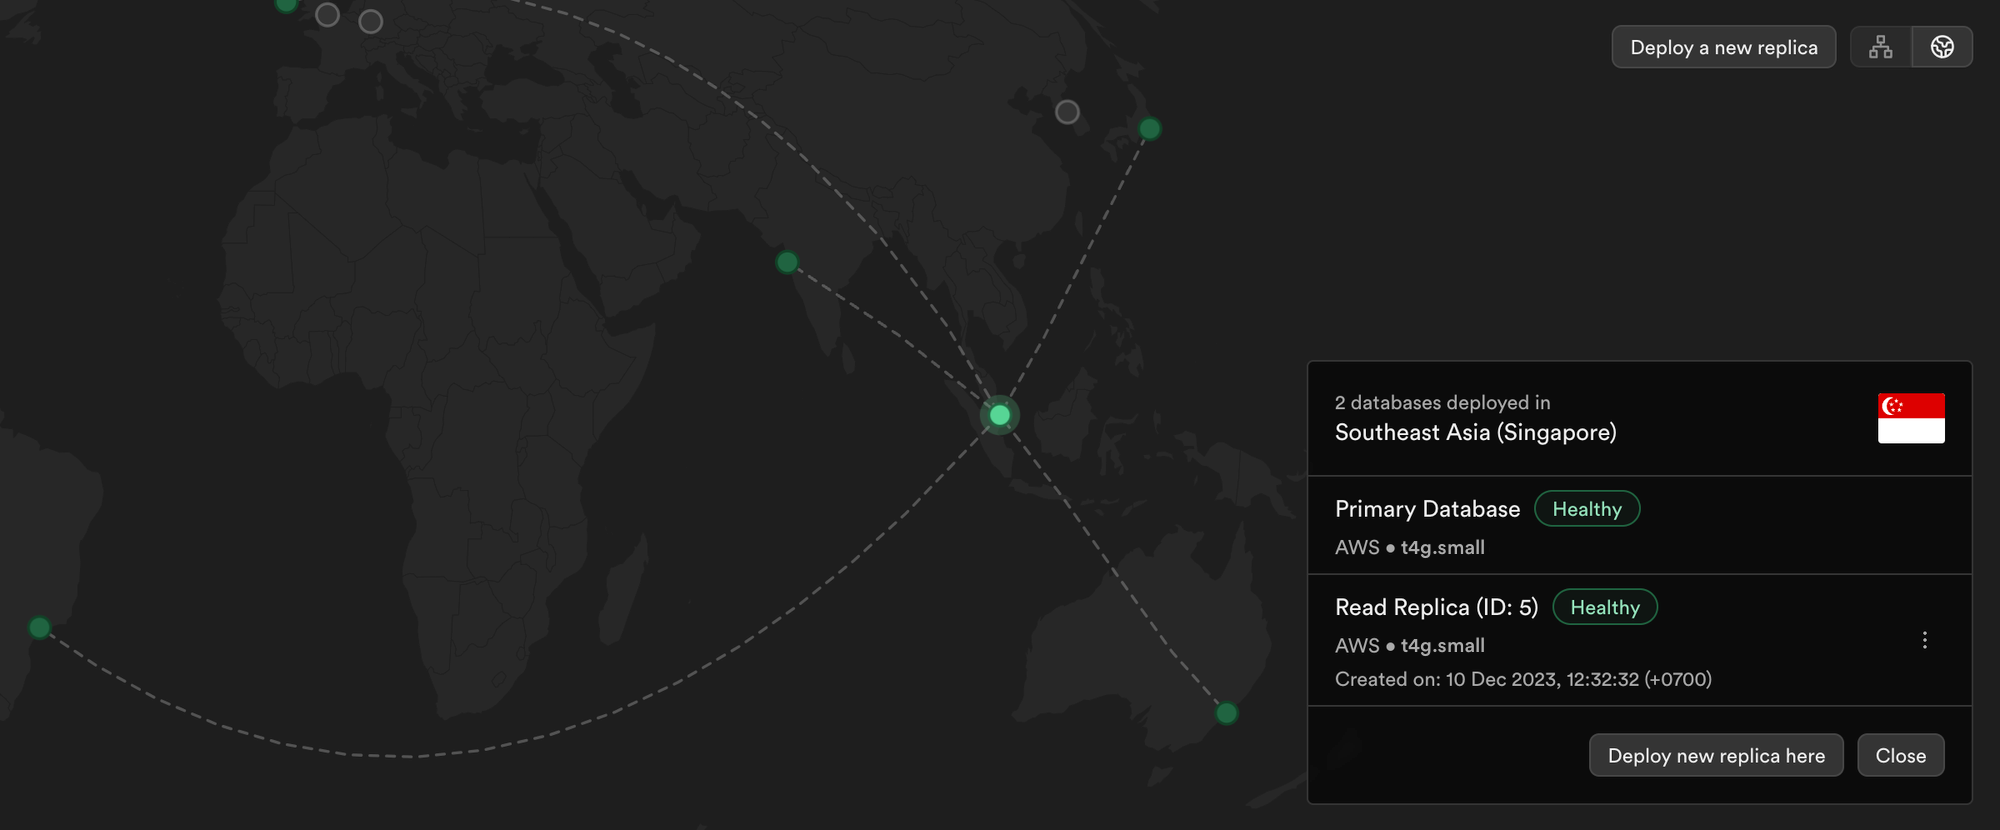 Deploy a new replica
2 databases deployed in
Southeast Asia (Singapore)
Primary Database Healthy
AWS • t4g.small
Read Replica (ID: 5) Healthy
AWS • t4g.small
Created on: 10 Dec 2023, 12:32:32 (+0700)
Deploy new replica here Close